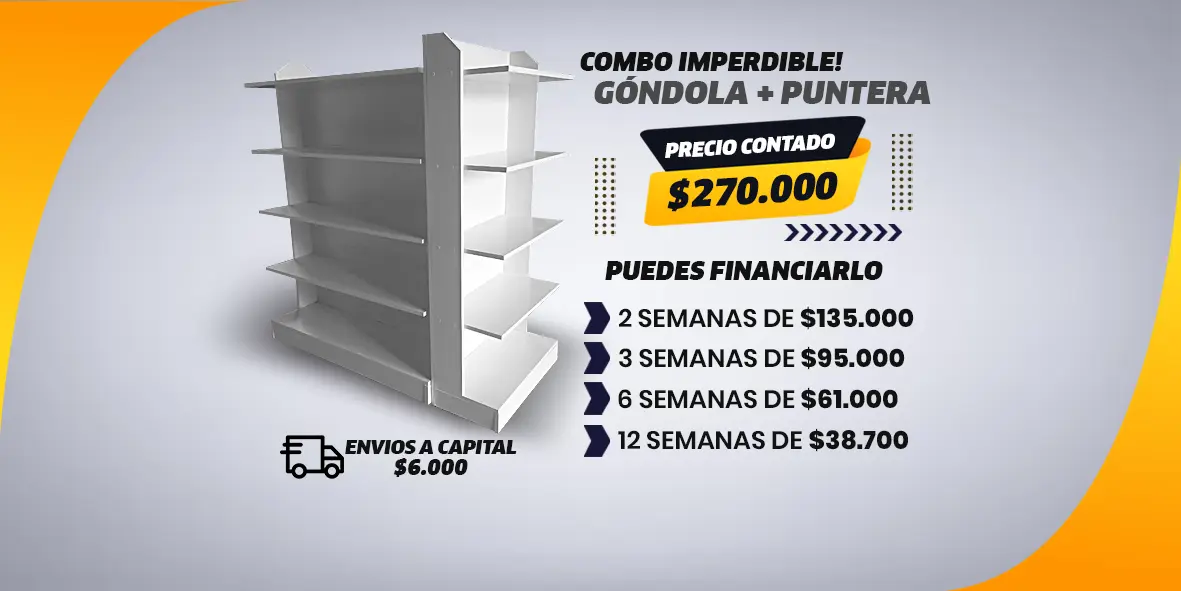 COMBO IMPERDIBLE!
GÓNDOLA + PUNTERA
PRECIO CONTADO
$270.000
PUEDES FINANCIARLO
2 SEMANAS DE $135.000
3 SEMANAS DE $95.000
6 SEMANAS DE $61.000
12 SEMANAS DE $38.700
ENVIOS A CAPITAL
$6.000